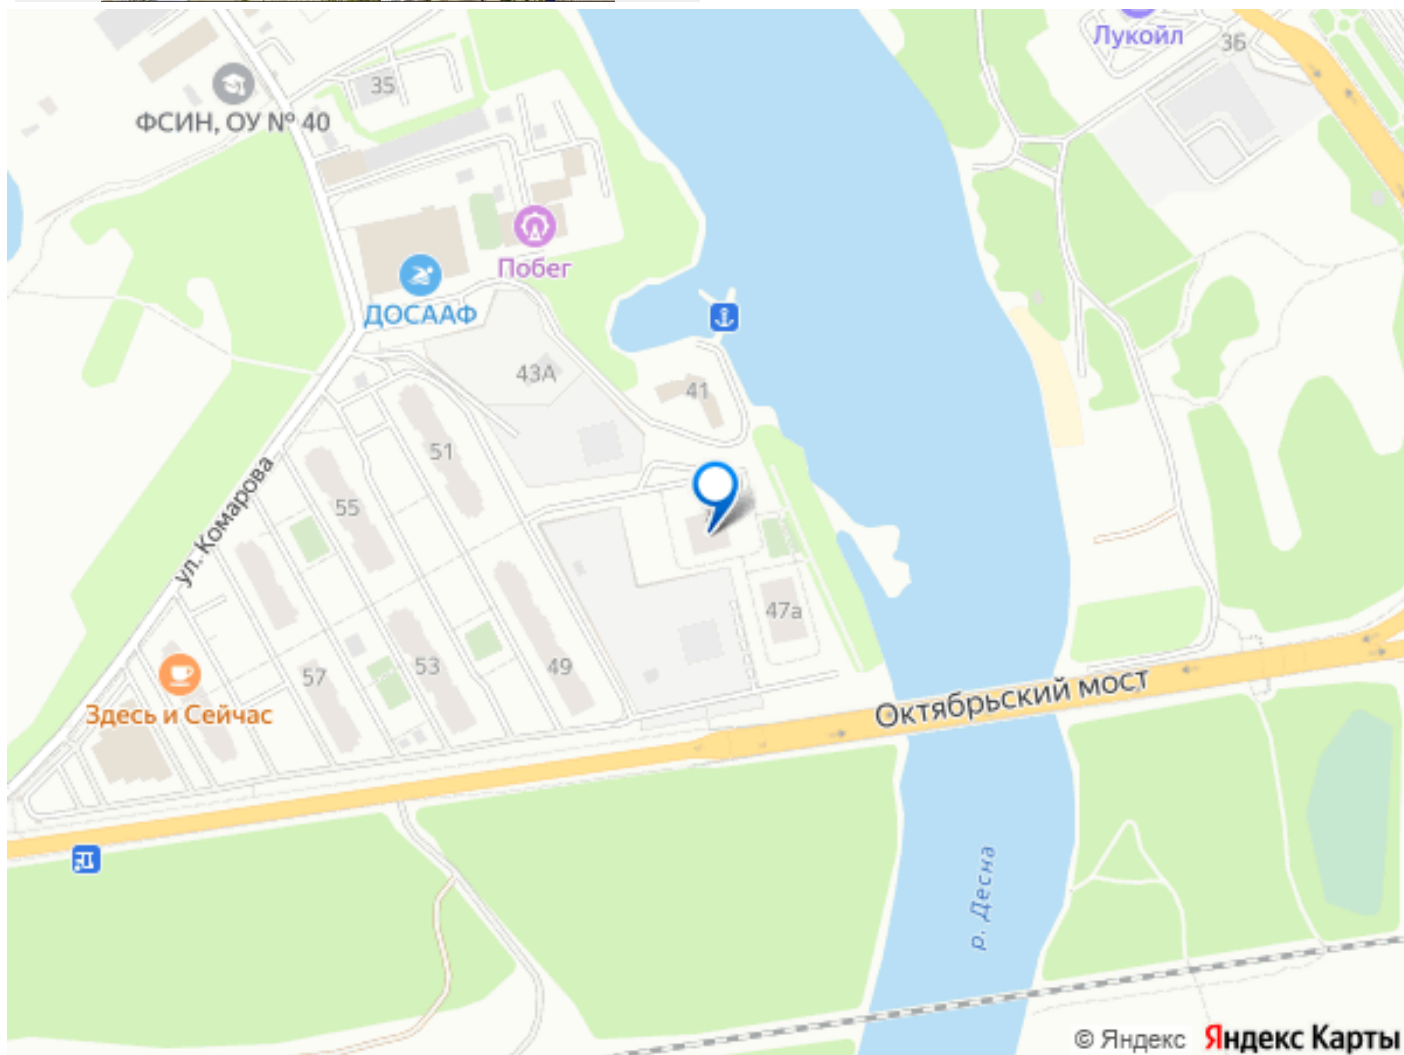 Лукойл
36
35
ФСИН, ОУ № 40
Побег
ДОСААФ
43А
41
51
55
ул. Комарова
47а
49
53
57
Здесь и Сейчас
Октябрьский мост
р. Десна
© Яндекс Яндекс Карты